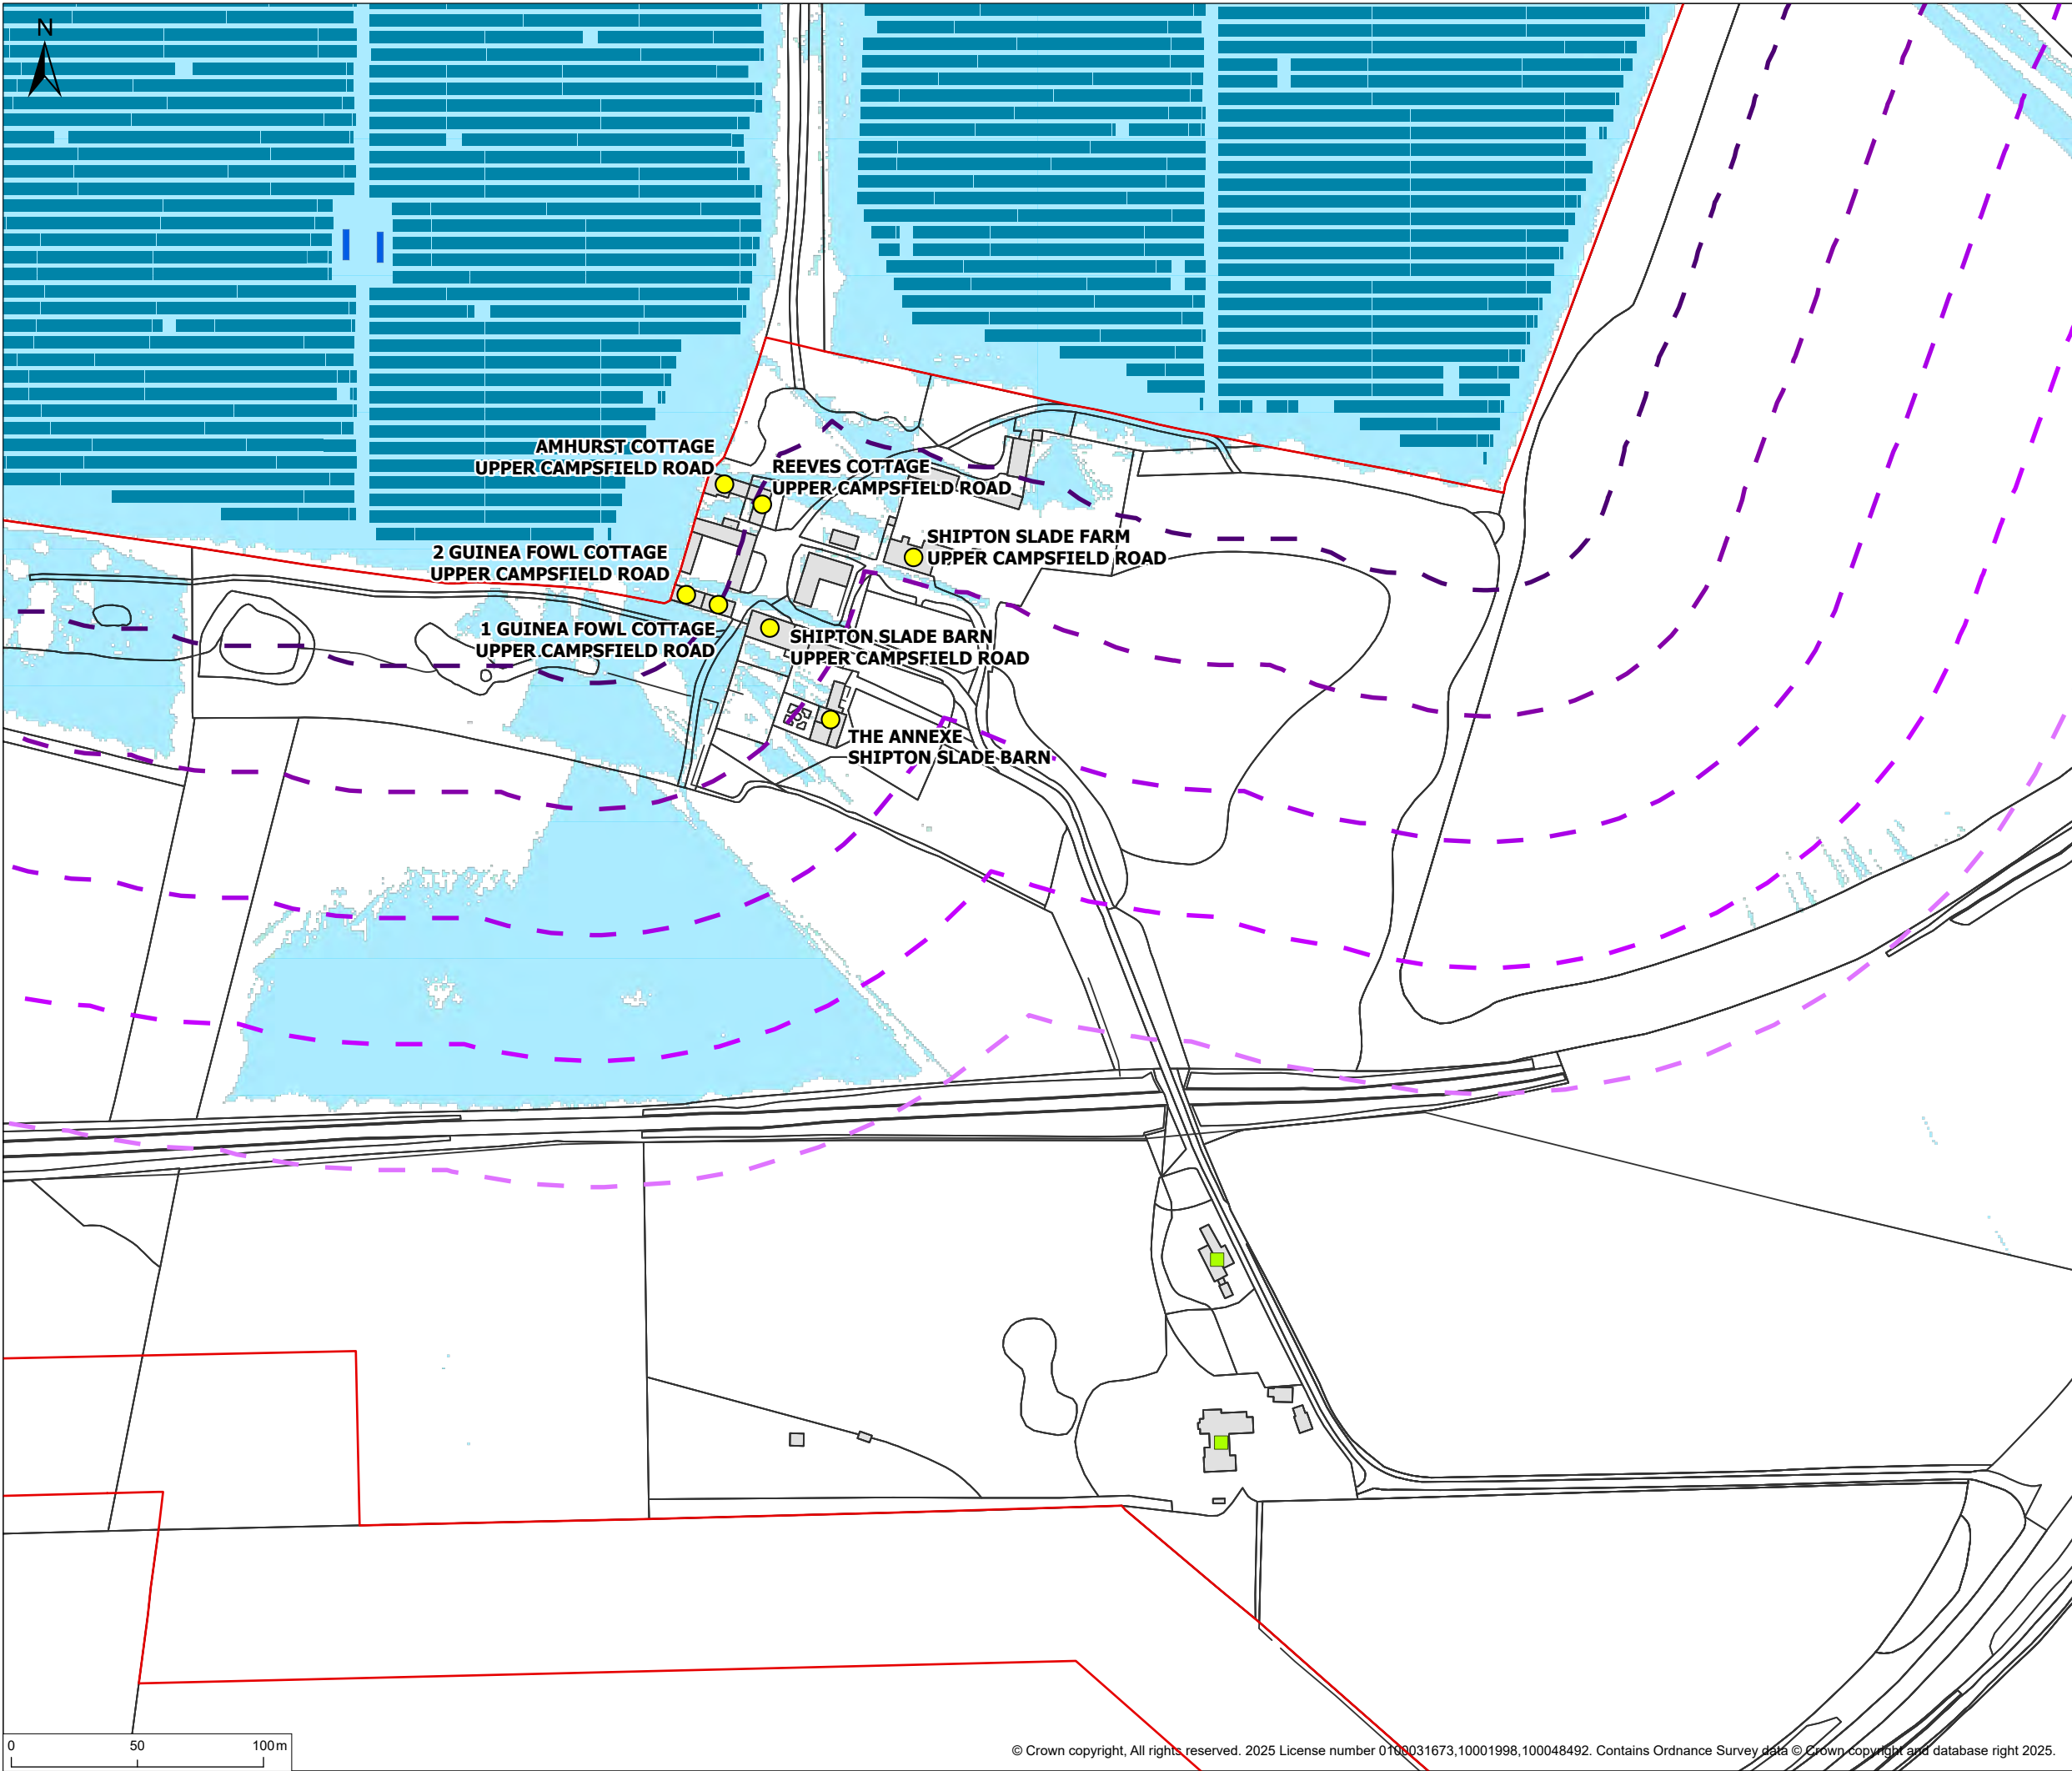 N
AMHURST COTTAGE
UPPER CAMPSFIELD ROAD
REEVES COTTAGE
UPPER CAMPSFIELD ROAD
SHIPTON SLADE FARM
UPPER CAMPSFIELD ROAD
2 GUINEA FOWL COTTAGE
UPPER CAMPSFIELD ROAD
1 GUINEA FOWL COTTAGE
UPPER CAMPSFIELD ROAD
SHIPTON SLADE BARN
UPPER CAMPSFIELD ROAD
THE ANNEXE
SHIPTON SLADE BARN
0 50 100m
© Crown copyright, All rights reserved. 2025 License number 0100031673,10001998,100048492. Contains Ordnance Survey data © Crown copyright and database right 2025.